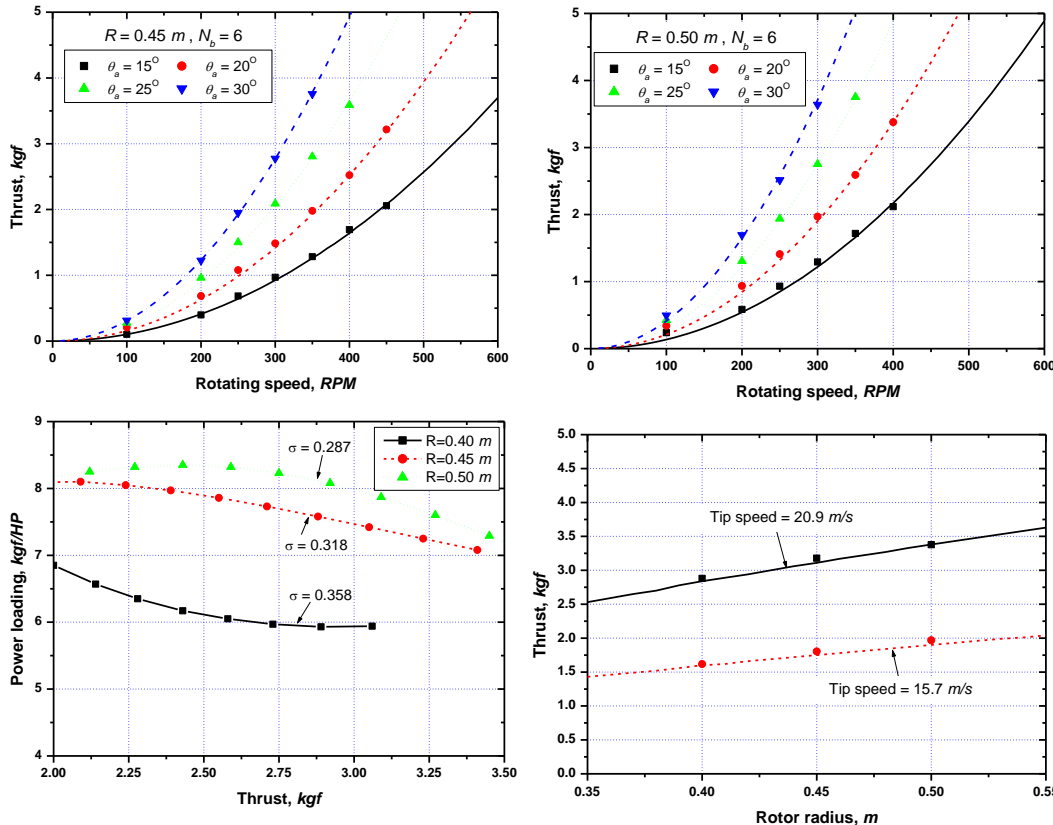 R = 0.45 m , N_b = 6
θ_a = 15° θ_a = 20°
θ_a = 25° θ_a = 30°
5
4
3
2
1
0
Thrust, kgf
0 100 200 300 400 500 600
Rotating speed, RPM
R = 0.50 m , N_b = 6
θ_a = 15° θ_a = 20°
θ_a = 25° θ_a = 30°
5
4
3
2
1
0
Thrust, kgf
0 100 200 300 400 500 600
Rotating speed, RPM
R=0.40 m
R=0.45 m
R=0.50 m
σ = 0.287
σ = 0.318
σ = 0.358
9
8
7
6
5
4
Power loading, kgf/HP
2.00 2.25 2.50 2.75 3.00 3.25 3.50
Thrust, kgf
Tip speed = 20.9 m/s
Tip speed = 15.7 m/s
5.0
4.5
4.0
3.5
3.0
2.5
2.0
1.5
1.0
0.5
0.0
Thrust, kgf
0.35 0.40 0.45 0.50 0.55
Rotor radius, m